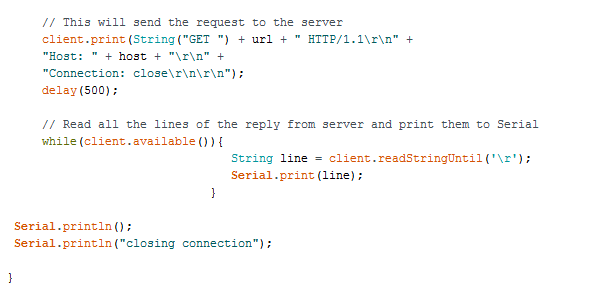 // This will send the request to the server
client.print(String("GET ") + url + " HTTP/1.1\r\n" +
"Host: " + host + "\r\n" +
"Connection: close\r\n\r\n");
delay(500);
// Read all the lines of the reply from server and print them to Serial
while(client.available()){
String line = client.readStringUntil('\r');
Serial.print(line);
}
Serial.println();
Serial.println("closing connection");
}